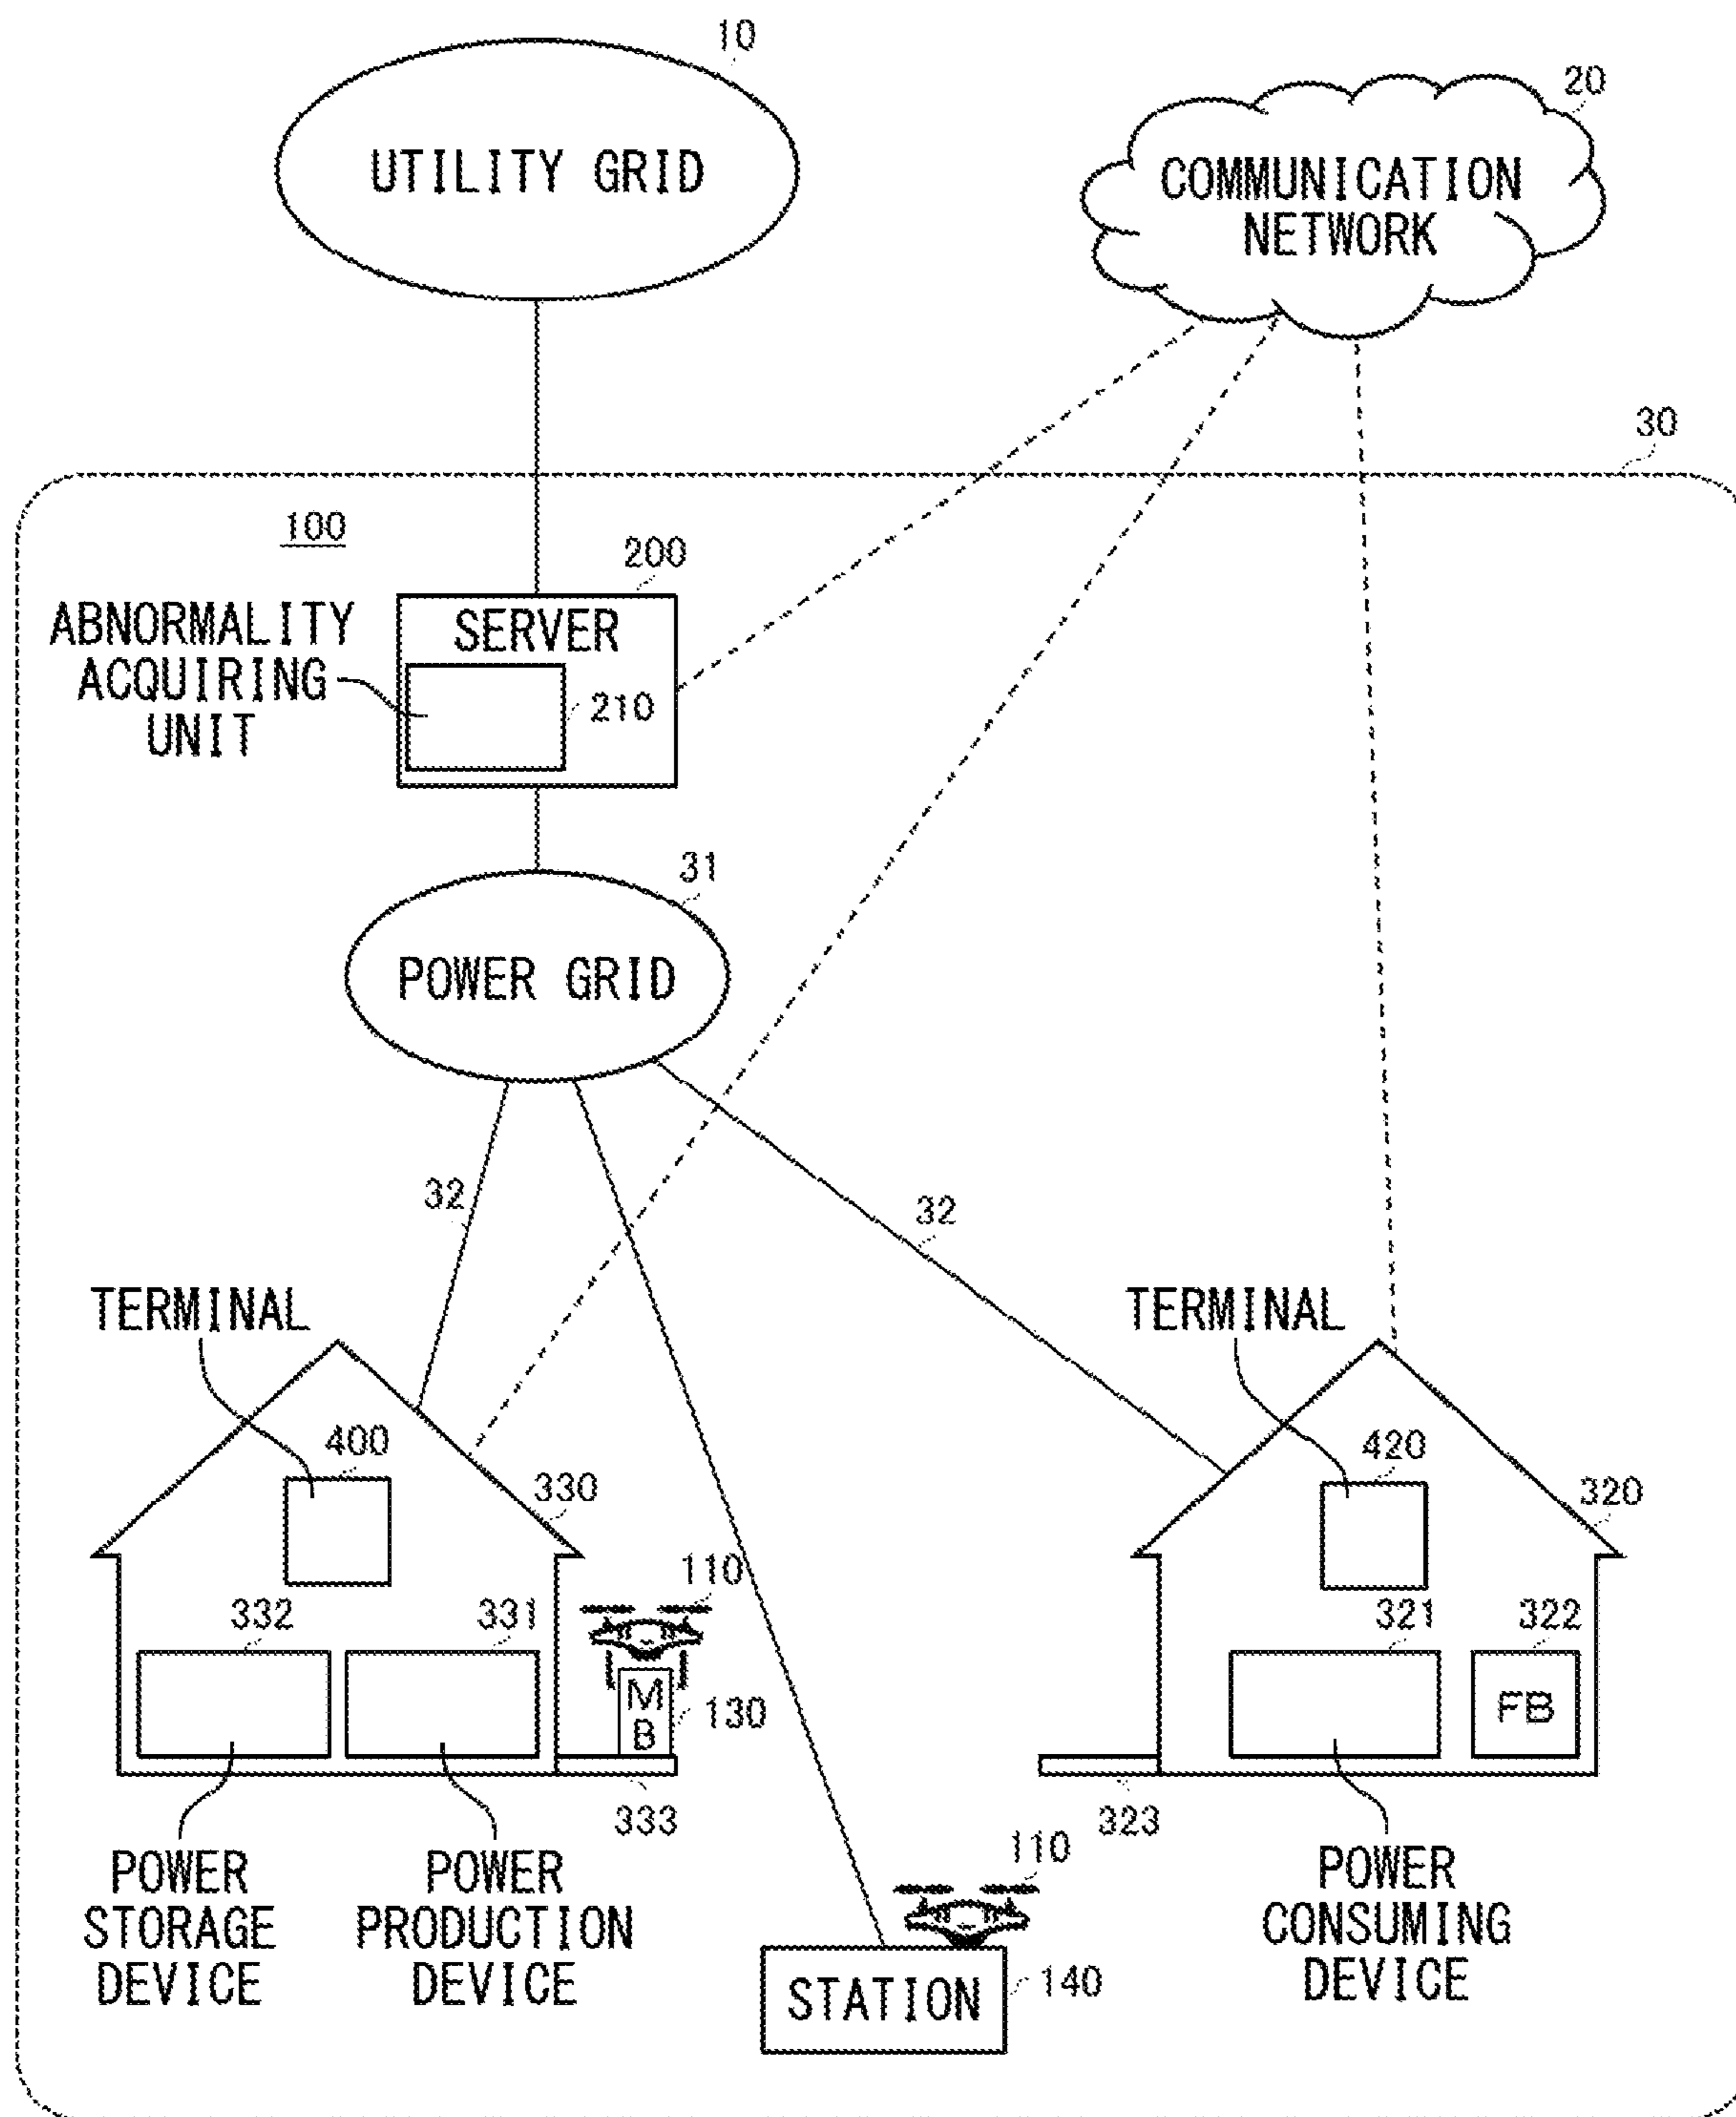 10
UTILITY GRID
20
COMMUNICATION
NETWORK
30
100
200
SERVER
ABNORMALITY
ACQUIRING
UNIT
210
31
POWER GRID
32
32
TERMINAL
TERMINAL
400
420
330
320
110
332
331
321
322
M
B
130
FB
333
323
POWER
STORAGE
DEVICE
POWER
PRODUCTION
DEVICE
110
POWER
CONSUMING
DEVICE
STATION
140